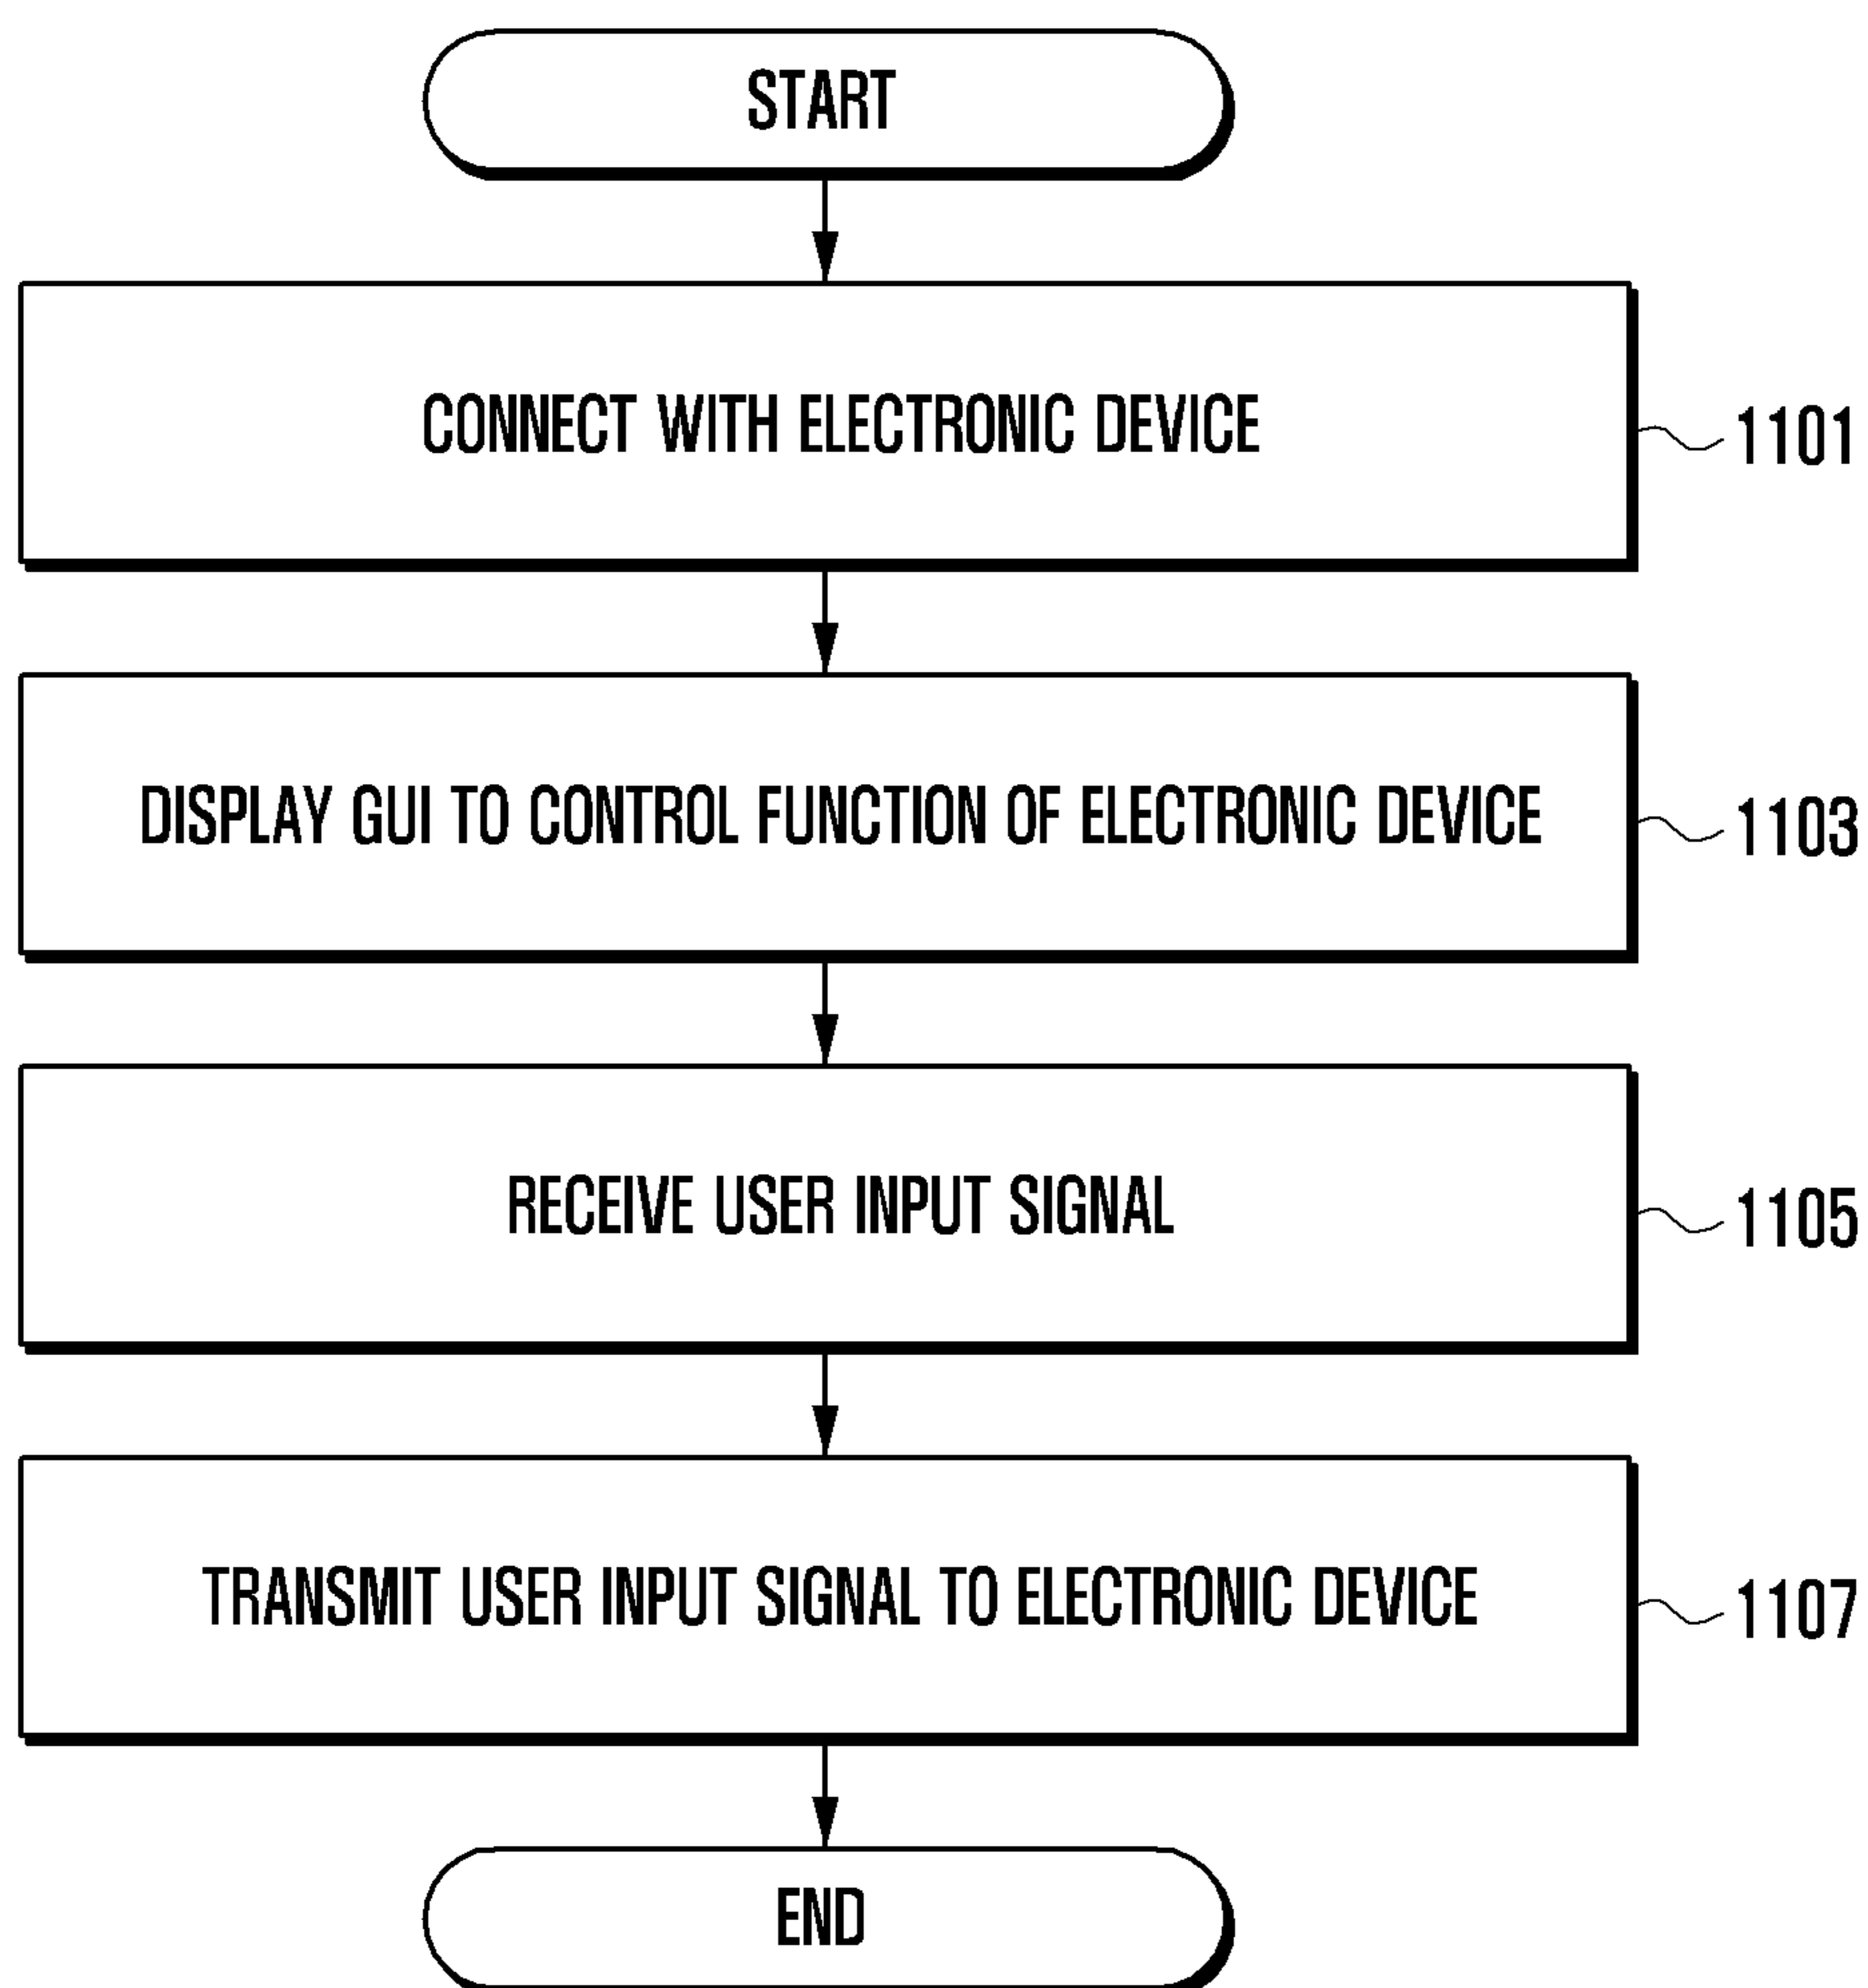 START
CONNECT WITH ELECTRONIC DEVICE
1101
DISPLAY GUI TO CONTROL FUNCTION OF ELECTRONIC DEVICE
1103
RECEIVE USER INPUT SIGNAL
1105
TRANSMIT USER INPUT SIGNAL TO ELECTRONIC DEVICE
1107
END